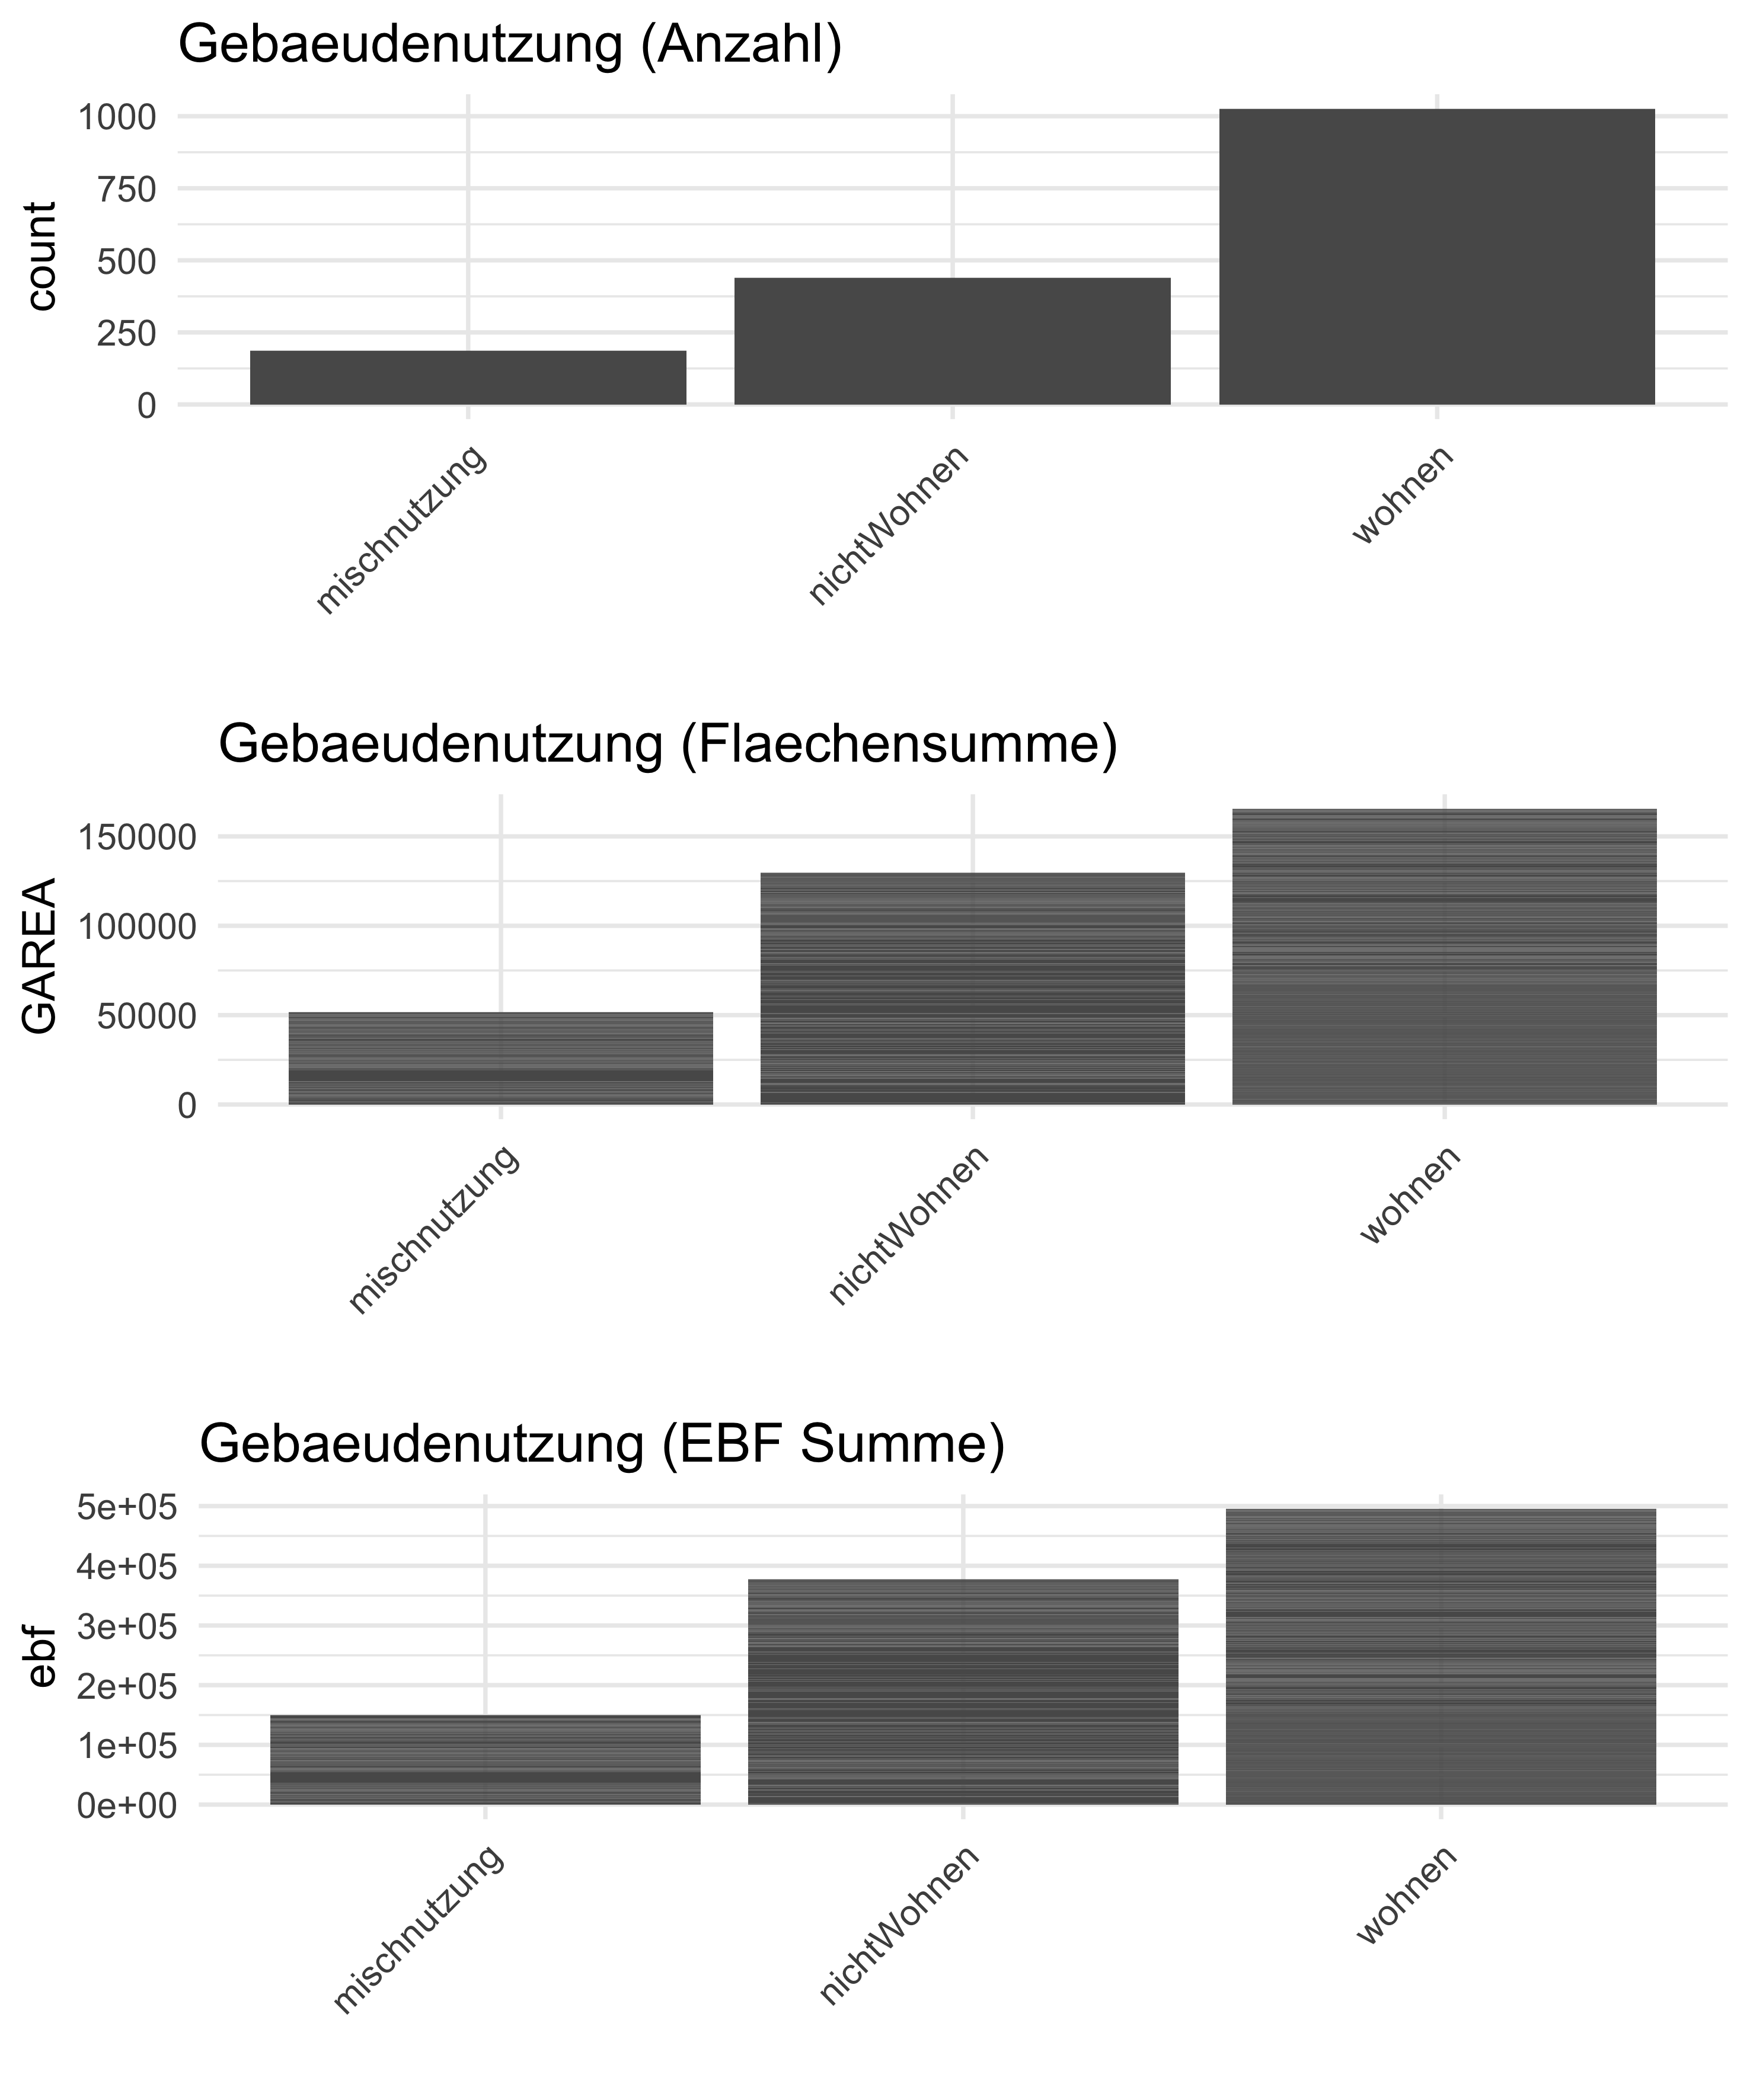 Gebaeudenutzung (Anzahl)
1000
750
500
250
0
count
mischnutzung
nichtWohnen
wohnen
Gebaeudenutzung (Flaechensumme)
150000
100000
50000
0
GAREA
mischnutzung
nichtWohnen
wohnen
Gebaeudenutzung (EBF Summe)
5e+05
4e+05
3e+05
2e+05
1e+05
0e+00
ebf
mischnutzung
nichtWohnen
wohnen